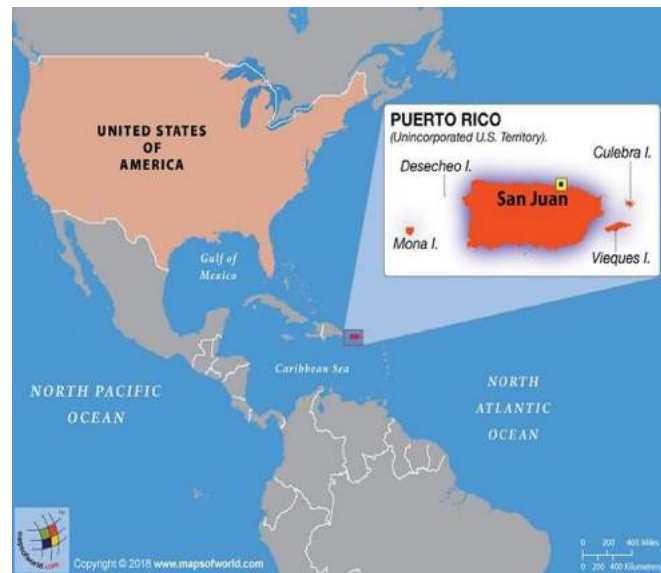 UNITED STATES
OF
AMERICA
PUERTO RICO
(Unincorporated U.S. Territory).
Desecheo I.
Culebra I.
San Juan
Mona I.
Vieques I.
Gulf of
Mexico
Caribbean Sea
NORTH PACIFIC
OCEAN
NORTH
ATLANTIC
OCEAN
mapsofworld.com
Copyright © 2018 www.mapsofworld.com
0 200 400 Miles
0 200 400 Kilometers